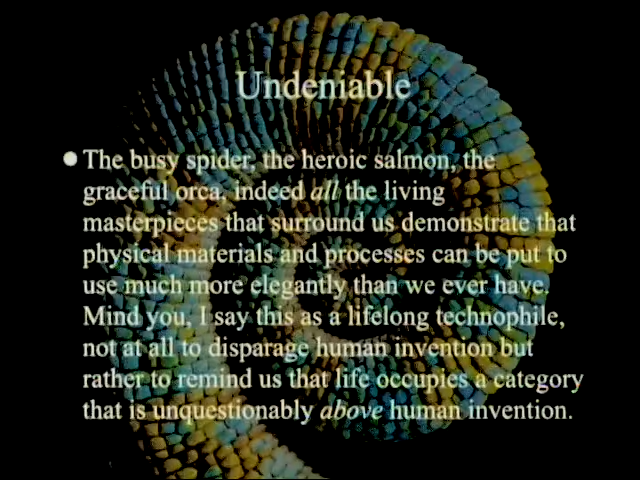 Undeniable
The busy spider, the heroic salmon, the
graceful orca, indeed all the living
masterpieces that surround us demonstrate that
physical materials and processes can be put to
use much more elegantly than we ever have.
Mind you, I say this as a lifelong technophile,
not at all to disparage human invention but
rather to remind us that life occupies a category
that is unquestionably above human invention.